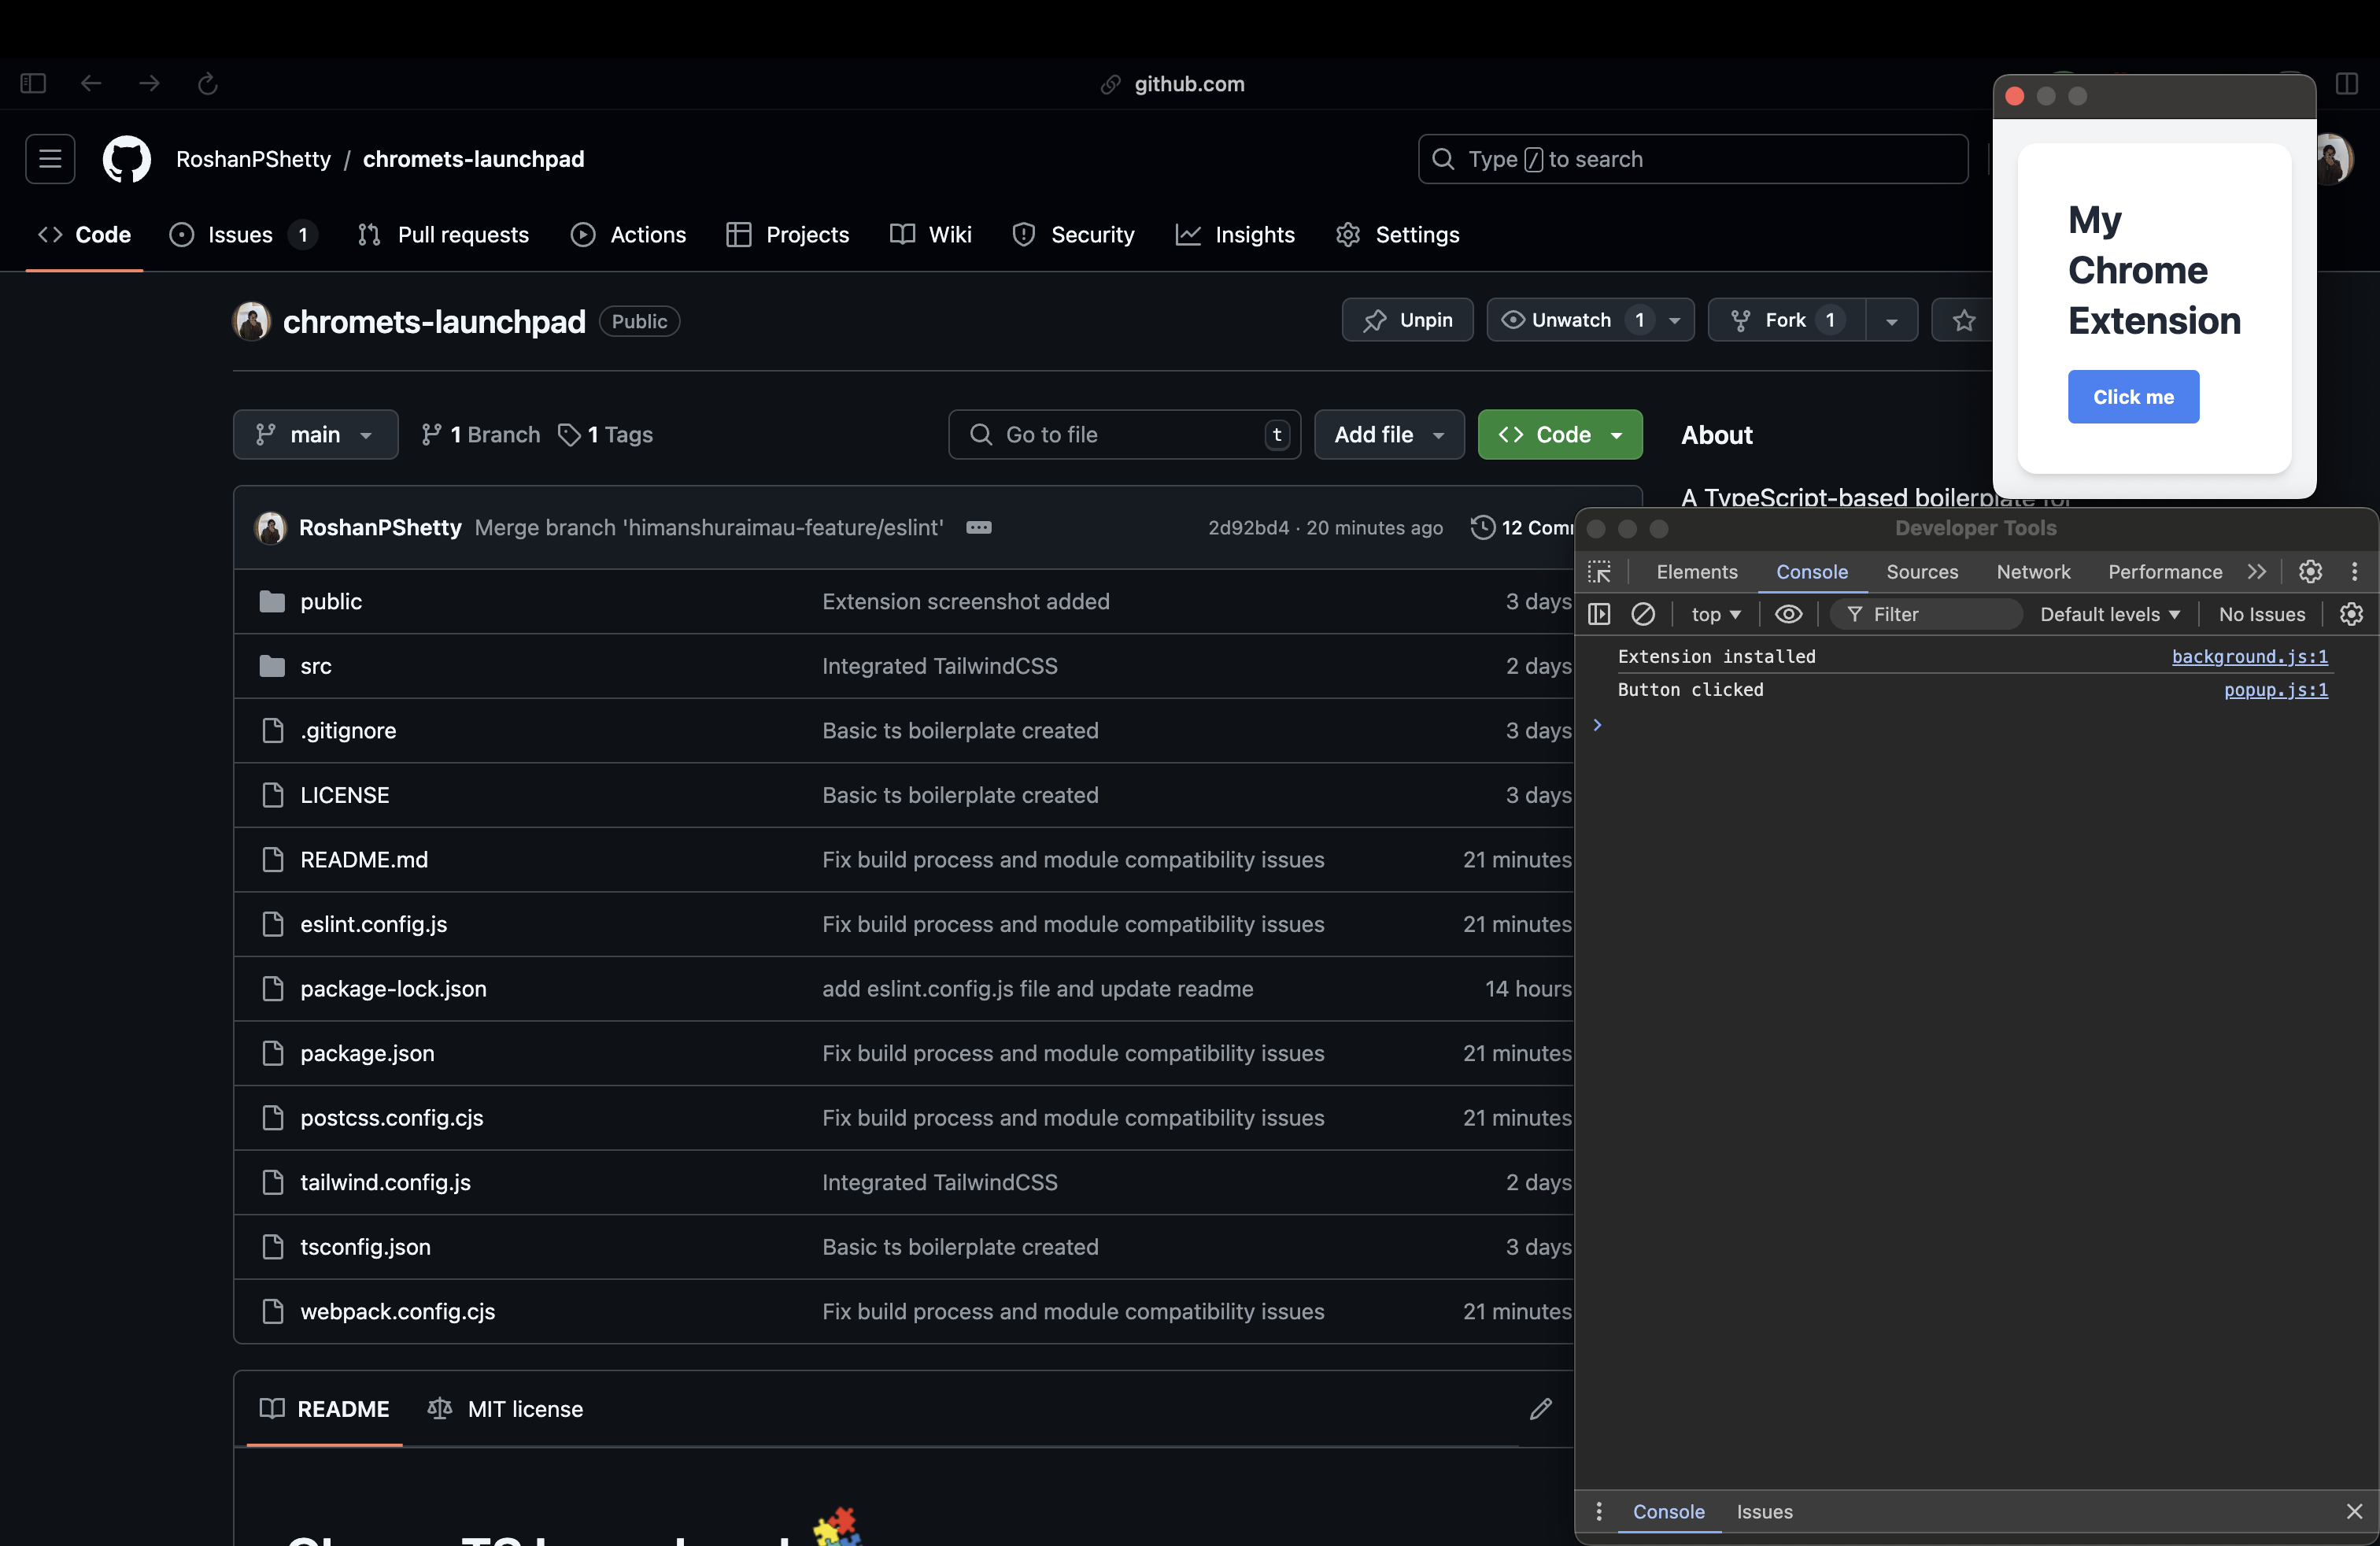 github.com
RoshanPShetty / chromets-launchpad
Type / to search
Code Issues 1 Pull requests Actions Projects Wiki Security Insights Settings
chromets-launchpad Public
Unpin Unwatch 1 Fork 1
main 1 Branch 1 Tags
Go to file t Add file Code
RoshanPShetty Merge branch 'himanshuraimau-feature/eslint' 2d92bd4 · 20 minutes ago 12
public Extension screenshot added 3 days
src Integrated TailwindCSS 2 days
.gitignore Basic ts boilerplate created 3 days
LICENSE Basic ts boilerplate created 3 days
README.md Fix build process and module compatibility issues 21 minutes
eslint.config.js Fix build process and module compatibility issues 21 minutes
package-lock.json add eslint.config.js file and update readme 14 hours
package.json Fix build process and module compatibility issues 21 minutes
postcss.config.cjs Fix build process and module compatibility issues 21 minutes
tailwind.config.js Integrated TailwindCSS 2 days
tsconfig.json Basic ts boilerplate created 3 days
webpack.config.cjs Fix build process and module compatibility issues 21 minutes
README MIT license
About
A TypeScript-based boilerplate for
My
Chrome
Extension
Click me
Developer Tools
Elements Console Sources Network Performance
top Filter Default levels No Issues
Extension installed background.js:1
Button clicked popup.js:1
Console Issues